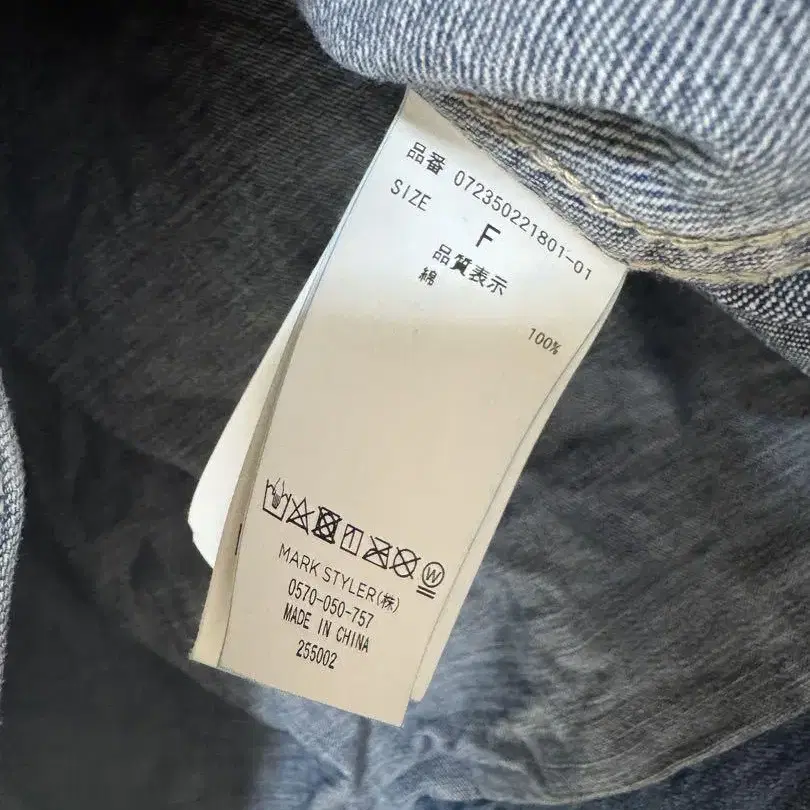 品番 072350221801-01
SIZE F
品質表示
綿 100%
MARK STYLER(株)
0570-050-757
MADE IN CHINA
255002